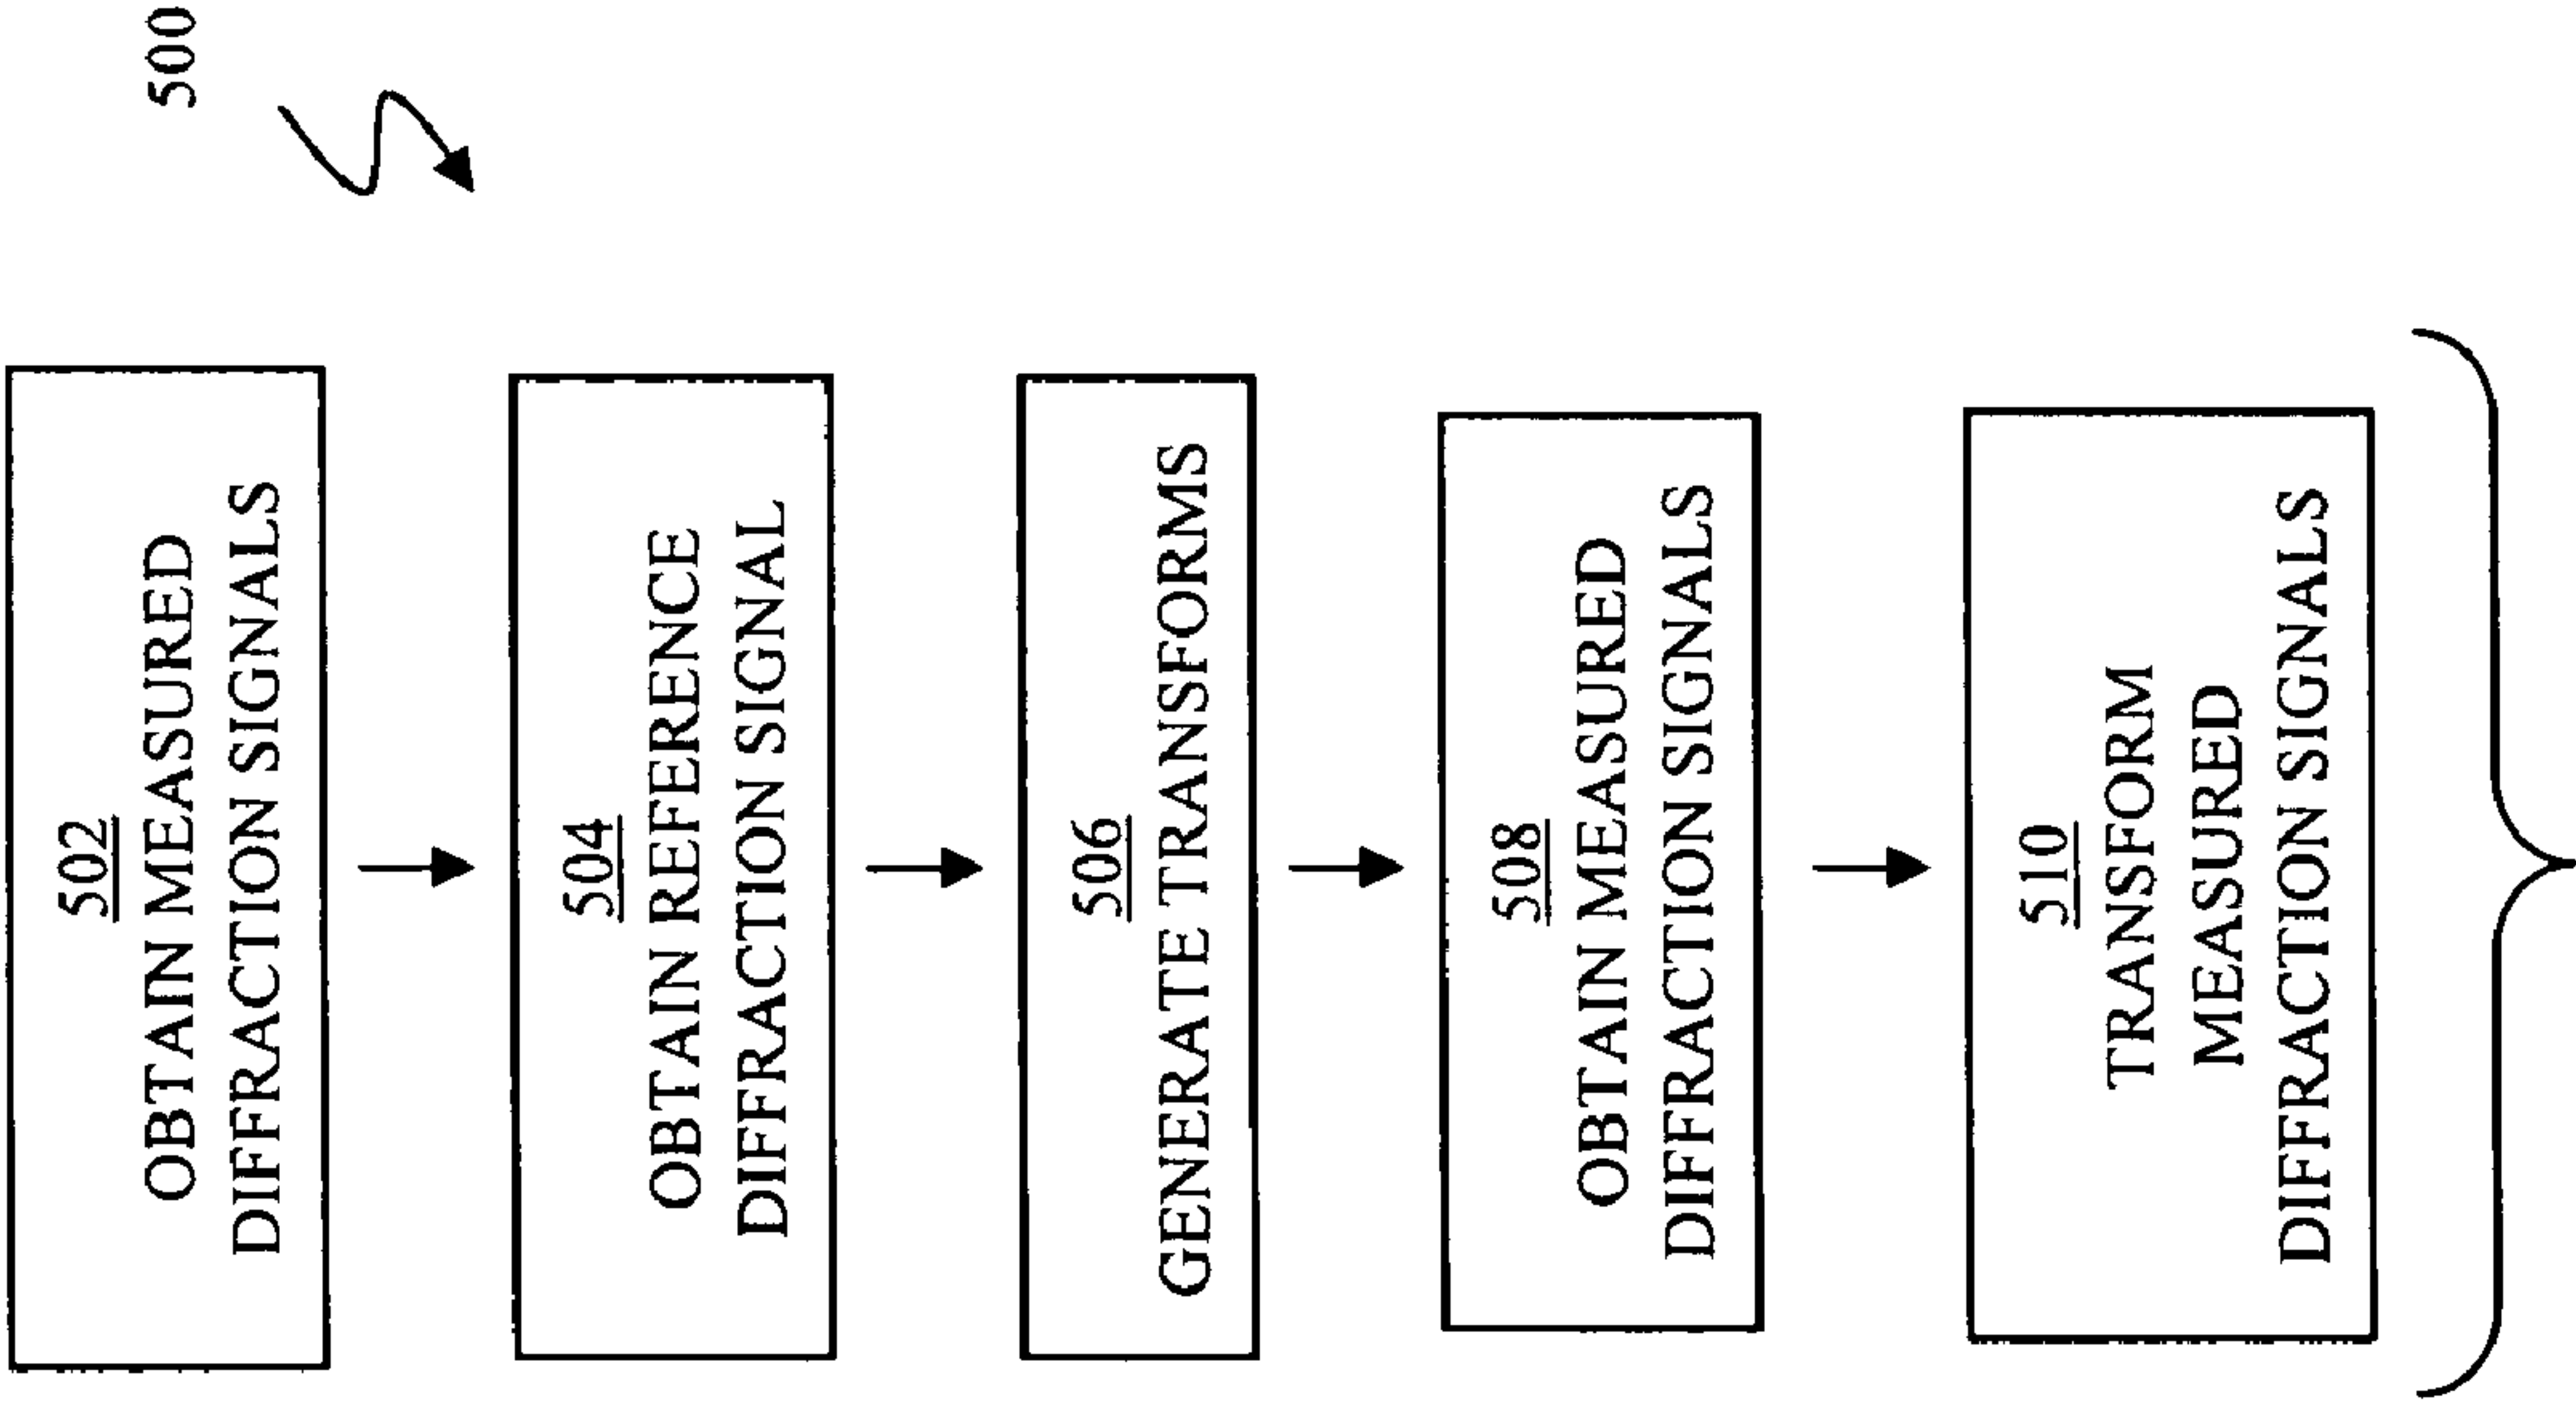 500
502
OBTAIN MEASURED
DIFFRACTION SIGNALS
504
OBTAIN REFERENCE
DIFFRACTION SIGNAL
506
GENERATE TRANSFORMS
508
OBTAIN MEASURED
DIFFRACTION SIGNALS
510
TRANSFORM
MEASURED
DIFFRACTION SIGNALS